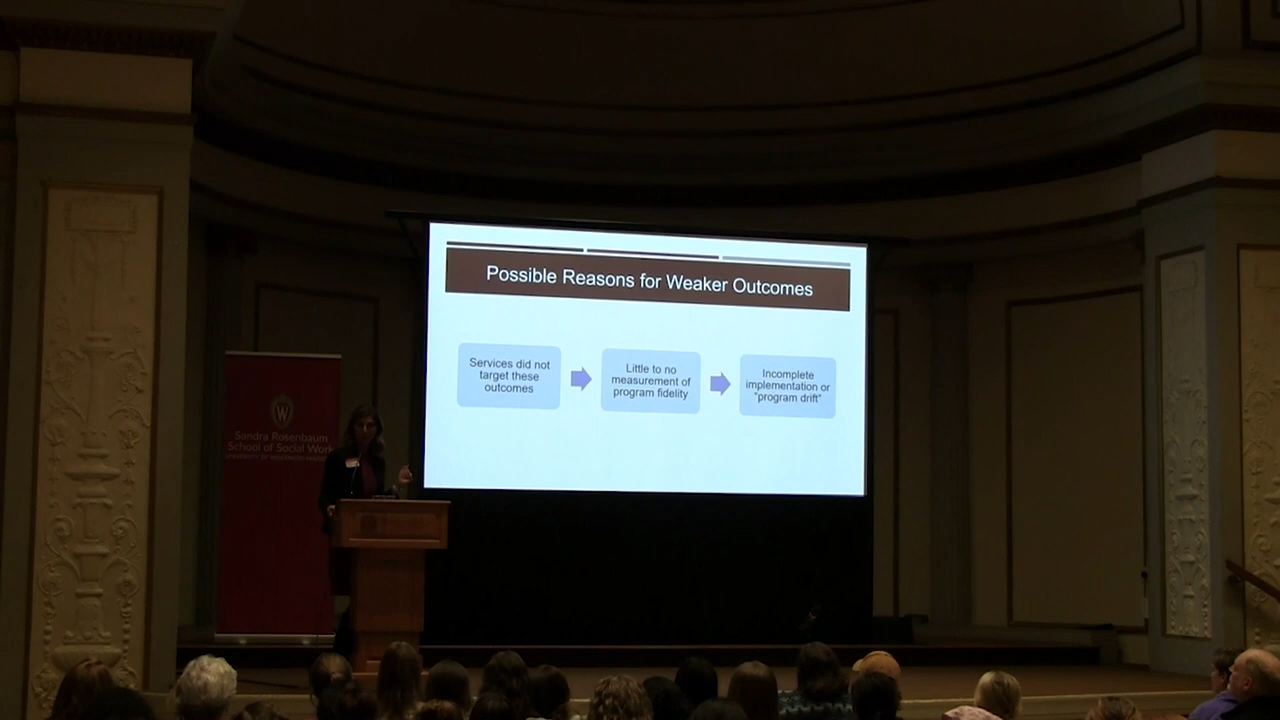 Possible Reasons for Weaker Outcomes
Services did not
target these
outcomes
Little to no
measurement of
program fidelity
Incomplete
implementation or
"program drift"
W
Sandra Rosenbaum
School of Social Work